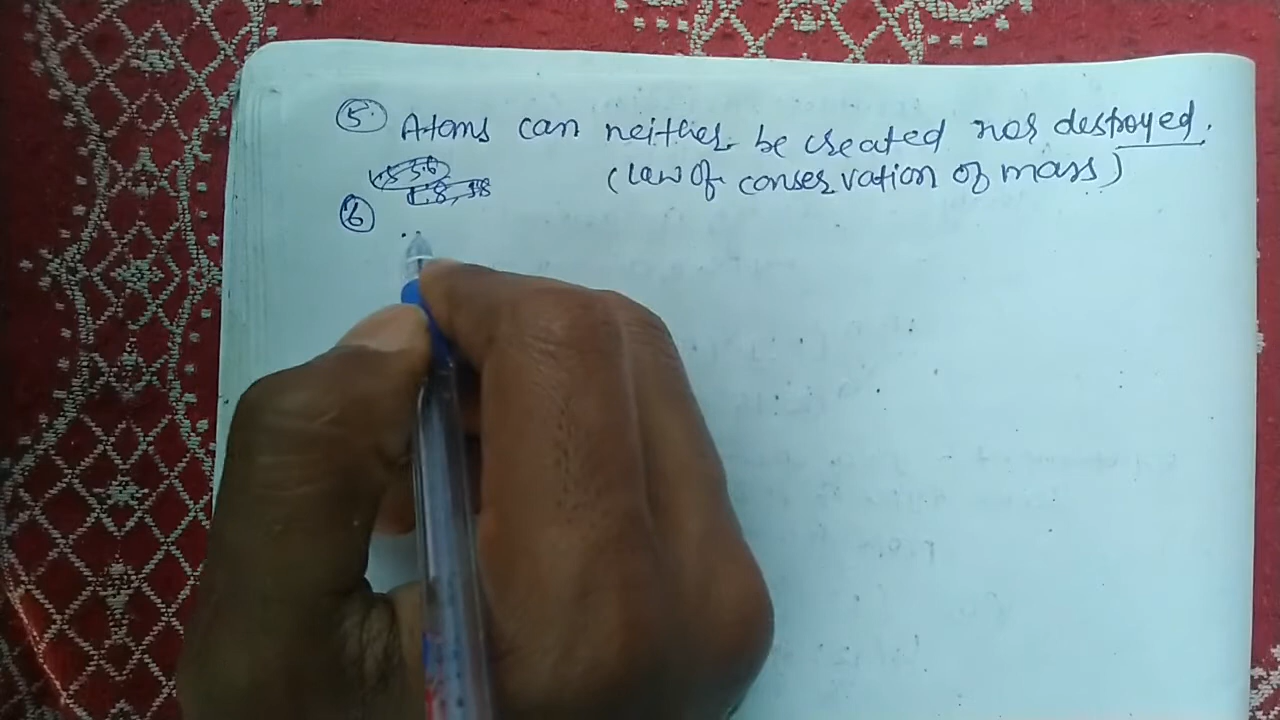 5. Atoms can neither be created nor destroyed.
(law of conservation of mass)
6